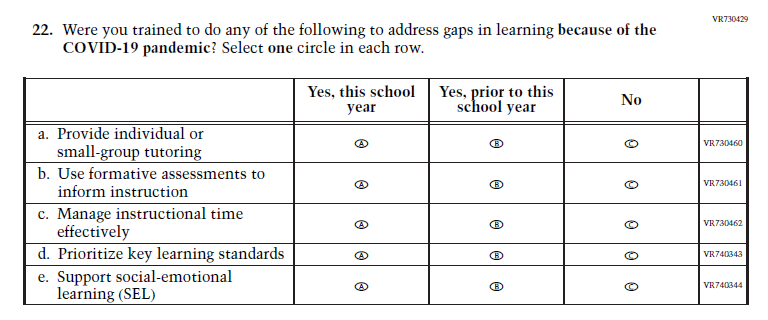 VR730429
22. Were you trained to do any of the following to address gaps in learning because of the
COVID-19 pandemic? Select one circle in each row.
Yes, this school
year
Yes, prior to this
school year
No
a. Provide individual or
small-group tutoring
A B C VR730460
b. Use formative assessments to
inform instruction
A B C VR730461
c. Manage instructional time
effectively
A B C VR730462
d. Prioritize key learning standards A B C VR740343
e. Support social-emotional
learning (SEL)
A B C VR740344